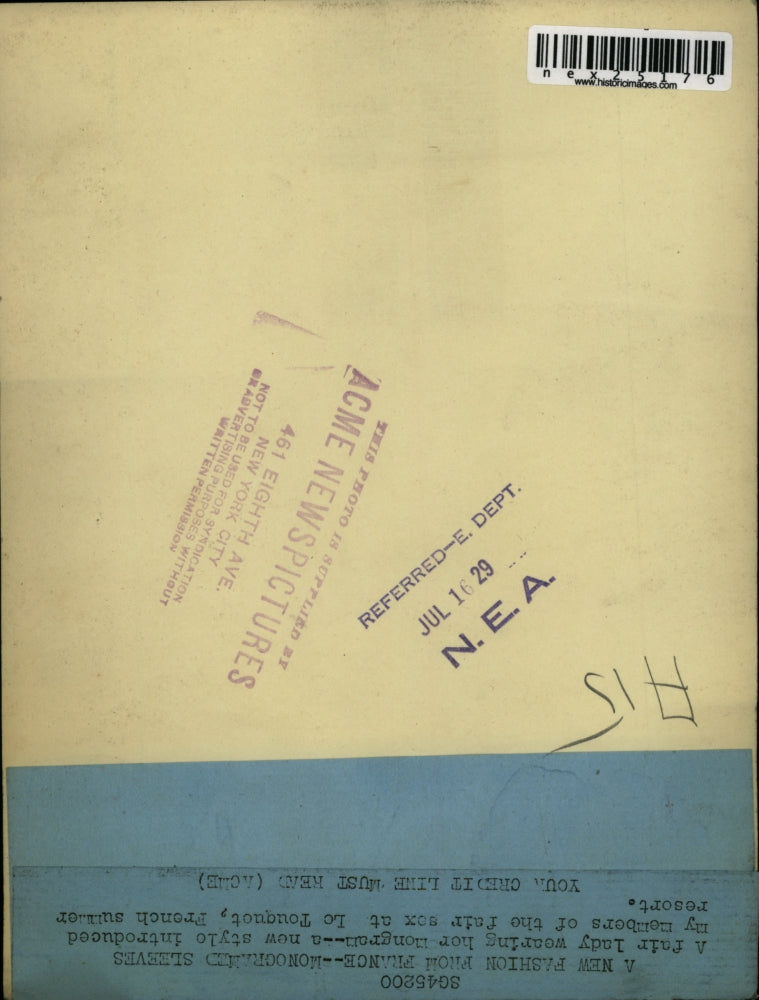 nex25176
www.historicimages.com
THIS PHOTO IS SUPPLIED BY
ACME NEWSPICTURES
461 EIGHTH AVE.
NEW YORK CITY
NOT TO BE USED FOR SYNDICATION
OR ADVERTISING PURPOSES WITHOUT
WRITTEN PERMISSION
REFERRED—E. DEPT.
JUL 16 29
N. E. A.
SG45200
A NEW FASHION FROM FRANCE--MONOGRAMED SLEEVES
A fair lady wearing her mongram--a new style introduced
my members of the fair sex at Le Touquet, French summer
resort.
YOUR CREDIT LINE MUST READ (ACME)